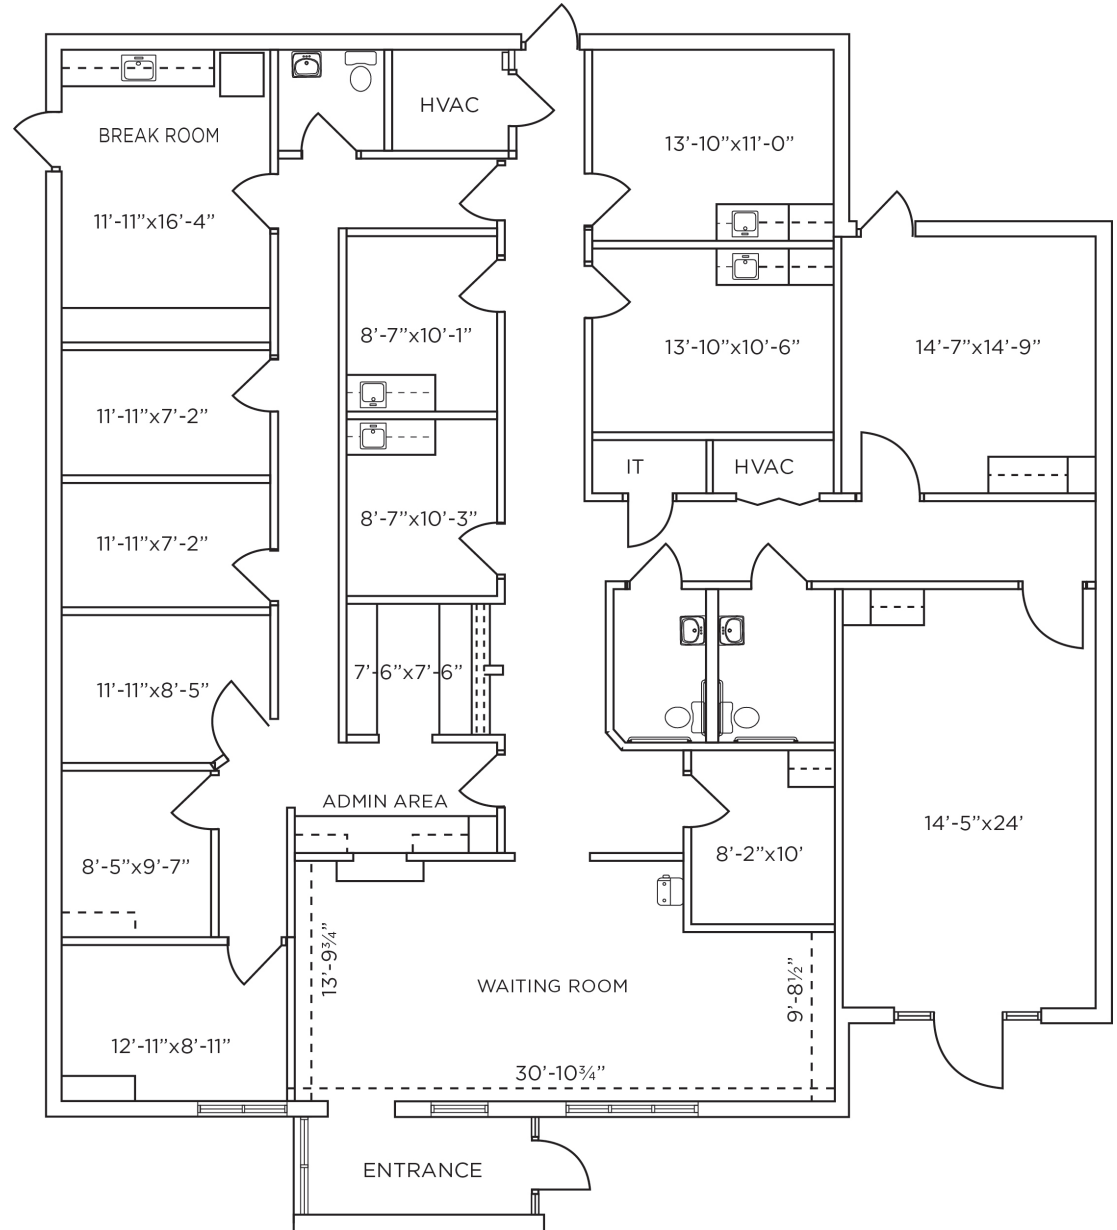 HVAC
BREAK ROOM
13’-10”x11’-0”
11’-11”x16’-4”
8’-7”x10’-1”
13’-10”x10’-6”
14’-7”x14’-9”
11’-11”x7’-2”
IT
HVAC
8’-7”x10’-3”
11’-11”x7’-2”
7’-6”x7’-6”
11’-11”x8’-5”
ADMIN AREA
14’-5”x24’
8’-2”x10’
8’-5”x9’-7”
13’-9¾”
WAITING ROOM
9’-8½”
12’-11”x8’-11”
30’-10¾”
ENTRANCE